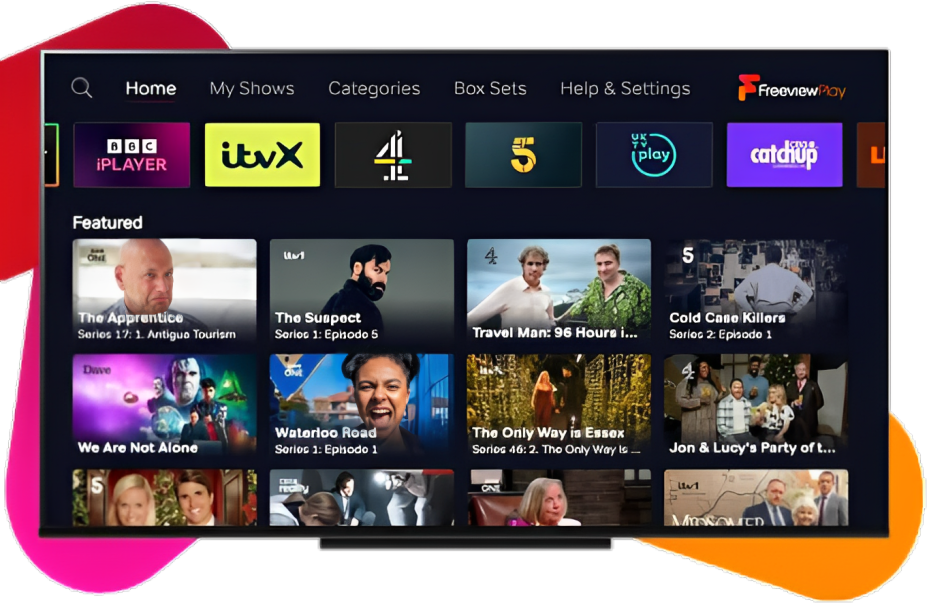 Home My Shows Categories Box Sets Help & Settings FreeviewPlay
BBC iPLAYER
itvX
4
5
UKTV play
catchup
Featured
BBC ONE
The Apprentice
Series 17: 1. Antigua Tourism
itv1
The Suspect
Series 1: Episode 5
4
Travel Man: 96 Hours i...
5
Cold Case Killers
Series 2: Episode 1
Dave
We Are Not Alone
BBC ONE
Waterloo Road
Series 1: Episode 1
The Only Way is Essex
Series 46: 2. The Only Way is ...
4
Jon & Lucy's Party of t...
5
reality
ONE
itv1
MIDSOMER